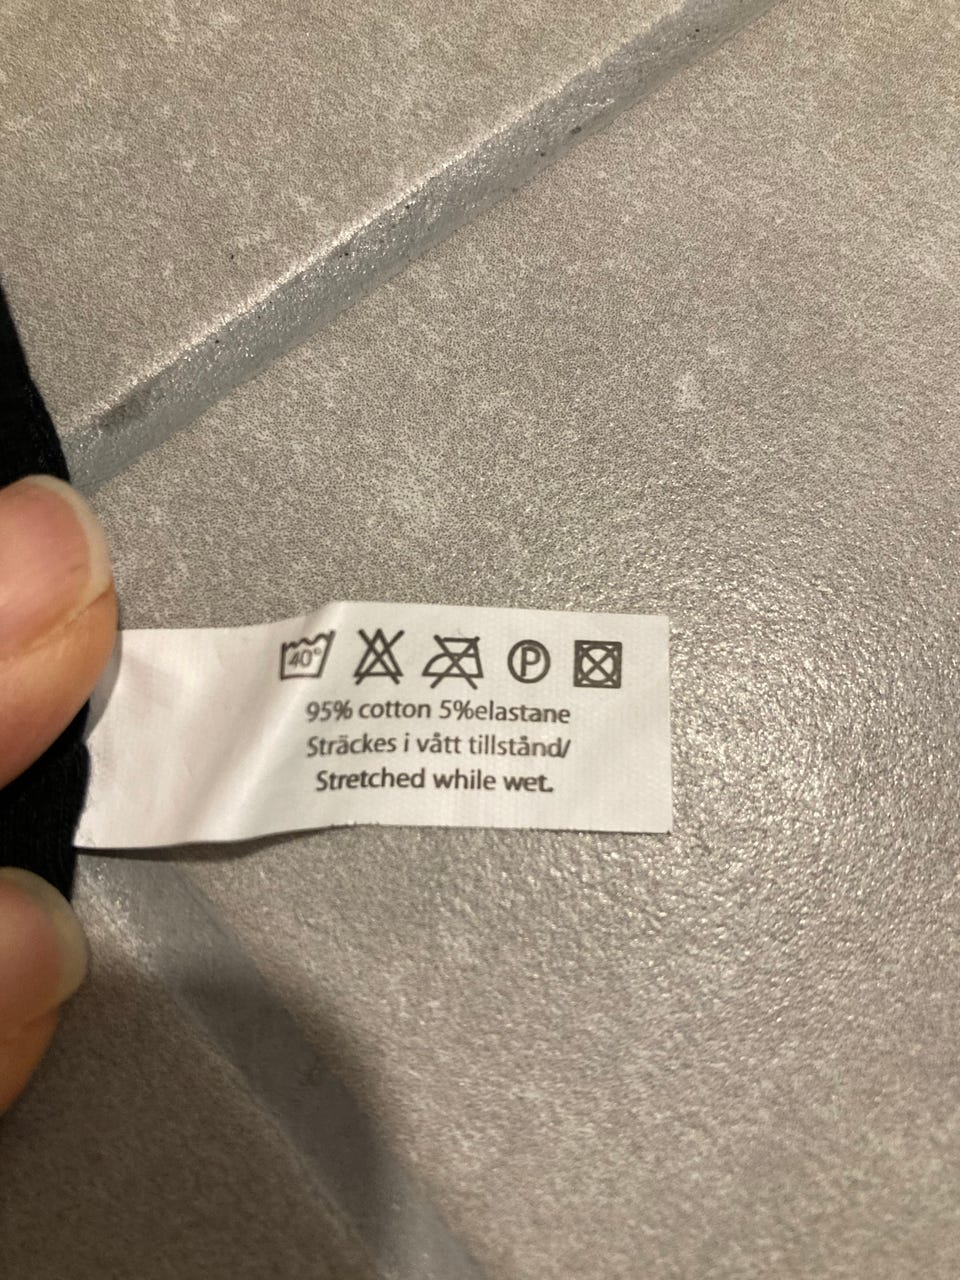 40°
P
95% cotton 5%elastane
Sträckes i vått tillstånd/
Stretched while wet.